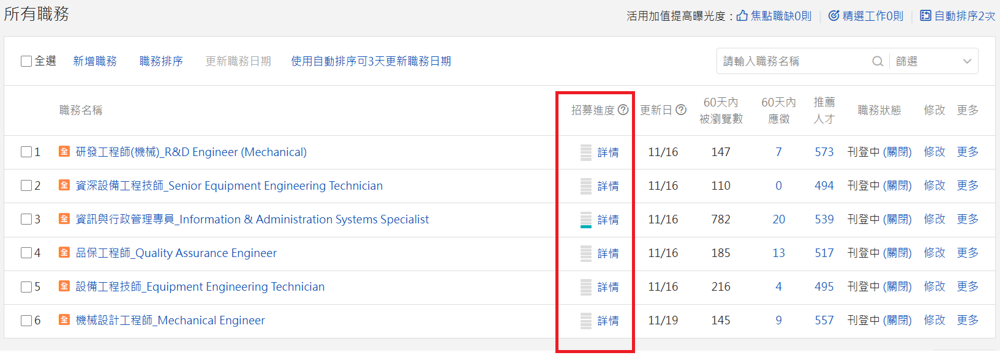 所有職務
活用加值提高曝光度：焦點職缺0則 | 精選工作0則 | 自動排序2次
全選 新增職務 職務排序 更新職務日期 使用自動排序可3天更新職務日期 請輸入職務名稱 篩選
職務名稱 招募進度 ? 更新日 ? 60天內 被瀏覽數 60天內 應徵 推薦 人才 職務狀態 修改 更多
1 全 研發工程師(機械)_R&D Engineer (Mechanical) 詳情 11/16 147 7 573 刊登中 (關閉) 修改 更多
2 全 資深設備工程技師_Senior Equipment Engineering Technician 詳情 11/16 110 0 494 刊登中 (關閉) 修改 更多
3 全 資訊與行政管理專員_Information & Administration Systems Specialist 詳情 11/16 782 20 539 刊登中 (關閉) 修改 更多
4 全 品保工程師_Quality Assurance Engineer 詳情 11/16 185 13 517 刊登中 (關閉) 修改 更多
5 全 設備工程技師_Equipment Engineering Technician 詳情 11/16 216 4 495 刊登中 (關閉) 修改 更多
6 全 機械設計工程師_Mechanical Engineer 詳情 11/19 145 9 557 刊登中 (關閉) 修改 更多